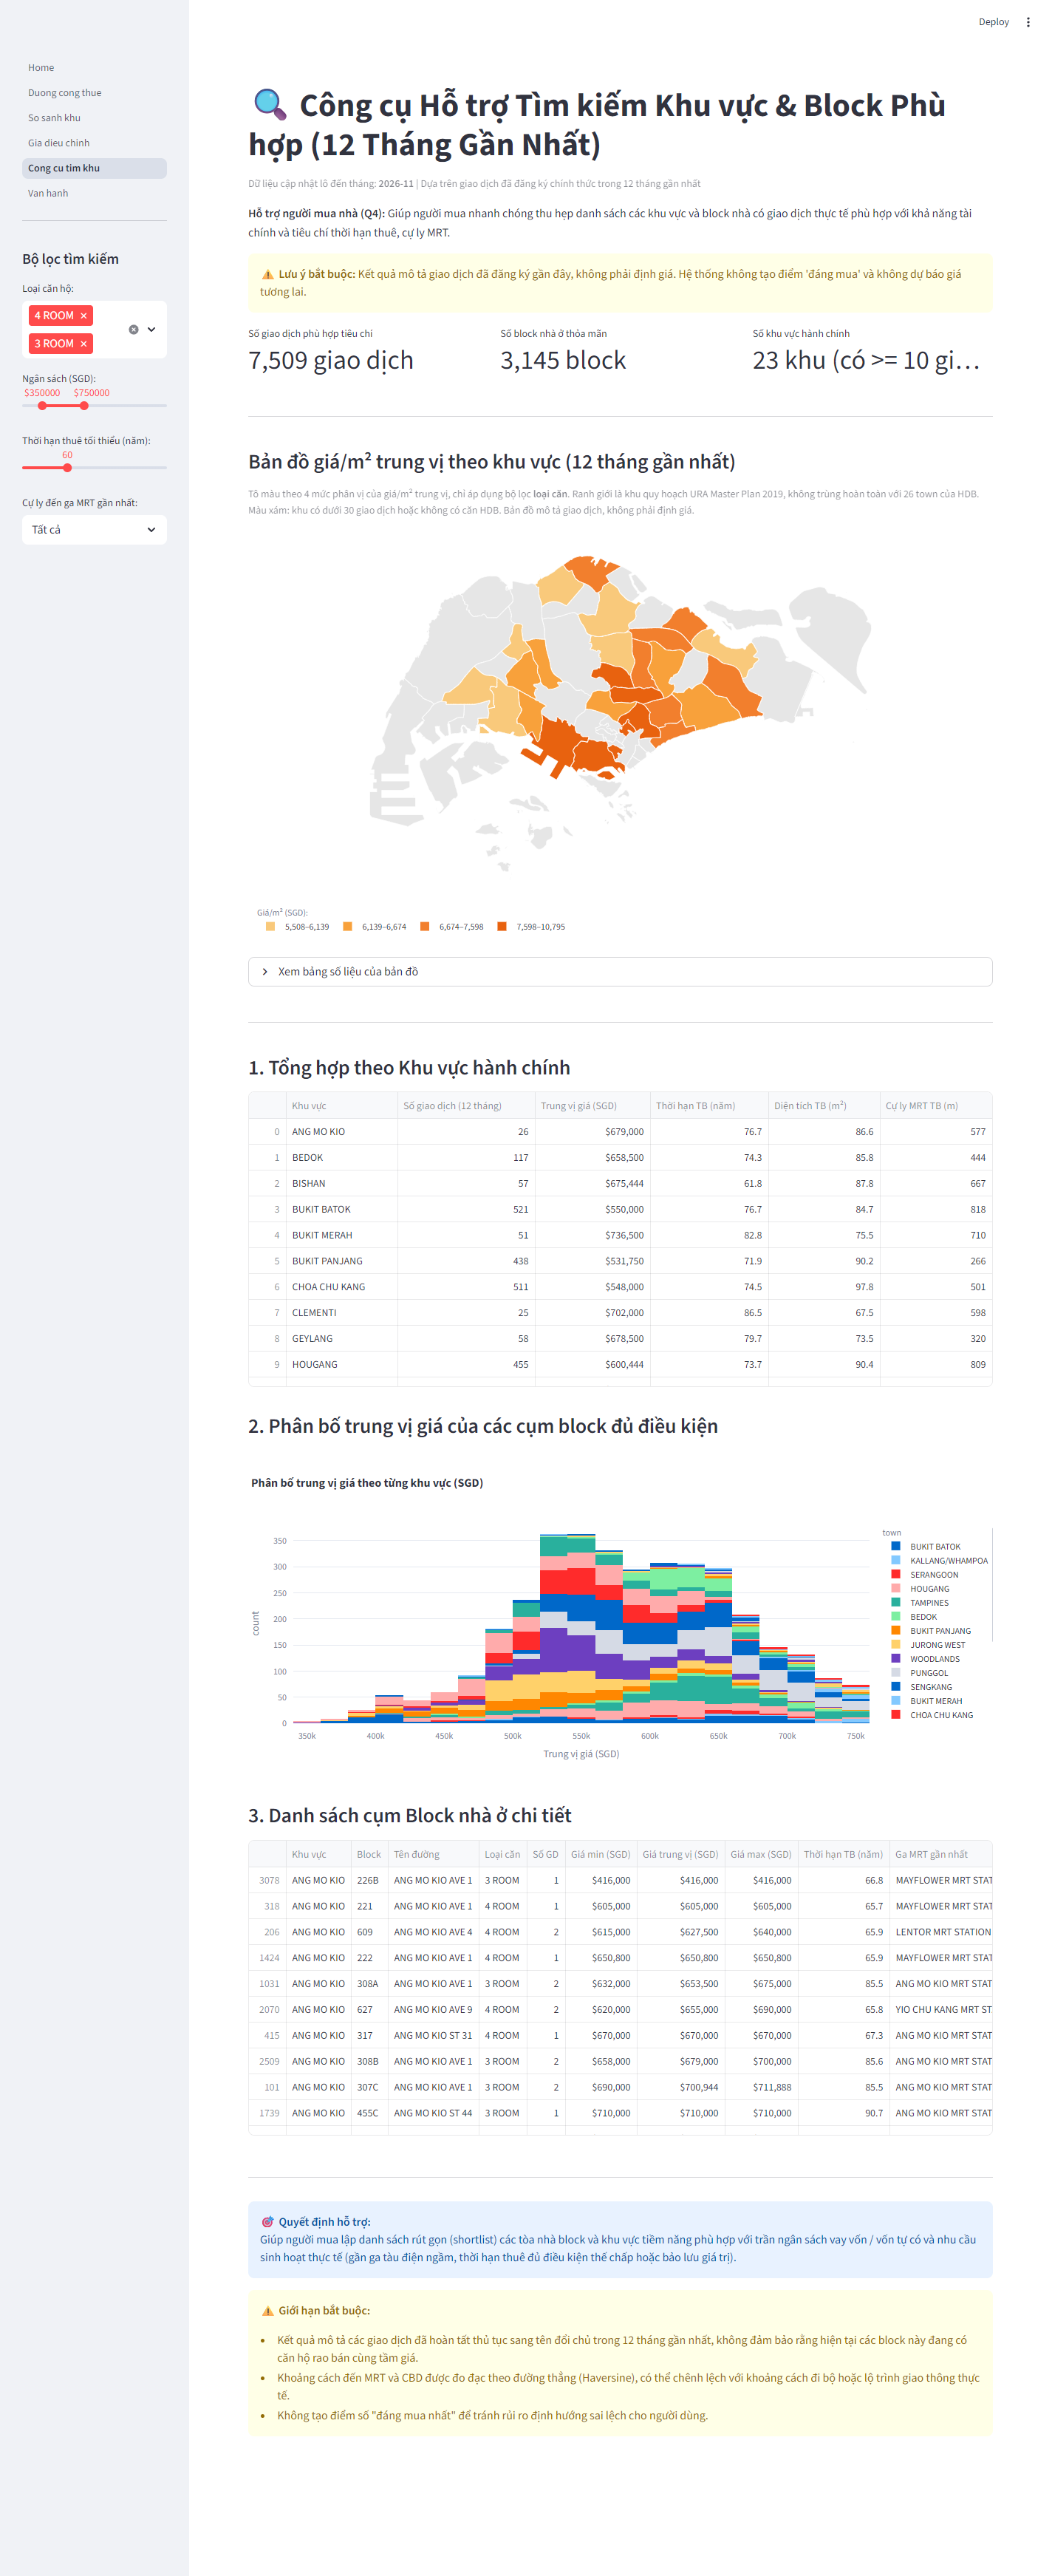 Deploy
Home
Duong cong thue
So sanh khu
Gia dieu chinh
Cong cu tim khu
Van hanh
Bộ lọc tìm kiếm
Loại căn hộ:
4 ROOM ×
3 ROOM ×
Ngân sách (SGD):
$350000 $750000
Thời hạn thuê tối thiểu (năm):
60
Cự ly đến ga MRT gần nhất:
Tất cả
Công cụ Hỗ trợ Tìm kiếm Khu vực & Block Phù
hợp (12 Tháng Gần Nhất)
Dữ liệu cập nhật lõ đến tháng: 2026-11 | Dựa trên giao dịch đã đăng ký chính thức trong 12 tháng gần nhất
Hỗ trợ người mua nhà (Q4): Giúp người mua nhanh chóng thu hẹp danh sách các khu vực và block nhà có giao dịch thực tế phù hợp với khả năng tài
chính và tiêu chí thời hạn thuê, cự ly MRT.
Lưu ý bắt buộc: Kết quả mô tả giao dịch đã đăng ký gần đây, không phải định giá. Hệ thống không tạo điểm 'đáng mua' và không dự báo giá
tương lai.
Số giao dịch phù hợp tiêu chí
7,509 giao dịch
Số block nhà ở thỏa mãn
3,145 block
Số khu vực hành chính
23 khu (có >= 10 gi…
Bản đồ giá/m² trung vị theo khu vực (12 tháng gần nhất)
Tô màu theo 4 mức phân vị của giá/m² trung vị, chỉ áp dụng bộ lọc loại căn. Ranh giới là khu quy hoạch URA Master Plan 2019, không trùng hoàn toàn với 26 town của HDB.
Màu xám: khu có dưới 30 giao dịch hoặc không có căn HDB. Bản đồ mô tả giao dịch, không phải định giá.
Giá/m² (SGD):
5,508–6,139 6,139–6,674 6,674–7,598 7,598–10,795
Xem bảng số liệu của bản đồ
1. Tổng hợp theo Khu vực hành chính
Khu vực Số giao dịch (12 tháng) Trung vị giá (SGD) Thời hạn TB (năm) Diện tích TB (m²) Cự ly MRT TB (m)
0 ANG MO KIO 26 $679,000 76.7 86.6 577
1 BEDOK 117 $658,500 74.3 85.8 444
2 BISHAN 57 $675,444 61.8 87.8 667
3 BUKIT BATOK 521 $550,000 76.7 84.7 818
4 BUKIT MERAH 51 $736,500 82.8 75.5 710
5 BUKIT PANJANG 438 $531,750 71.9 90.2 266
6 CHOA CHU KANG 511 $548,000 74.5 97.8 501
7 CLEMENTI 25 $702,000 86.5 67.5 598
8 GEYLANG 58 $678,500 79.7 73.5 320
9 HOUGANG 455 $600,444 73.7 90.4 809
2. Phân bố trung vị giá của các cụm block đủ điều kiện
Phân bố trung vị giá theo từng khu vực (SGD)
count
350
300
250
200
150
100
50
0
350k 400k 450k 500k 550k 600k 650k 700k 750k
Trung vị giá (SGD)
town
BUKIT BATOK
KALLANG/WHAMPOA
SERANGOON
HOUGANG
TAMPINES
BEDOK
BUKIT PANJANG
JURONG WEST
WOODLANDS
PUNGGOL
SENGKANG
BUKIT MERAH
CHOA CHU KANG
3. Danh sách cụm Block nhà ở chi tiết
Khu vực Block Tên đường Loại căn Số GD Giá min (SGD) Giá trung vị (SGD) Giá max (SGD) Thời hạn TB (năm) Ga MRT gần nhất
3078 ANG MO KIO 226B ANG MO KIO AVE 1 3 ROOM 1 $416,000 $416,000 $416,000 66.8 MAYFLOWER MRT STAT
318 ANG MO KIO 221 ANG MO KIO AVE 1 4 ROOM 1 $605,000 $605,000 $605,000 65.7 MAYFLOWER MRT STAT
206 ANG MO KIO 609 ANG MO KIO AVE 4 4 ROOM 2 $615,000 $627,500 $640,000 65.9 LENTOR MRT STATION
1424 ANG MO KIO 222 ANG MO KIO AVE 1 4 ROOM 1 $650,800 $650,800 $650,800 65.9 MAYFLOWER MRT STAT
1031 ANG MO KIO 308A ANG MO KIO AVE 1 3 ROOM 2 $632,000 $653,500 $675,000 85.5 ANG MO KIO MRT STAT
2070 ANG MO KIO 627 ANG MO KIO AVE 9 4 ROOM 2 $620,000 $655,000 $690,000 65.8 YIO CHU KANG MRT ST
415 ANG MO KIO 317 ANG MO KIO ST 31 4 ROOM 1 $670,000 $670,000 $670,000 67.3 ANG MO KIO MRT STAT
2509 ANG MO KIO 308B ANG MO KIO AVE 1 3 ROOM 2 $658,000 $679,000 $700,000 85.6 ANG MO KIO MRT STAT
101 ANG MO KIO 307C ANG MO KIO AVE 1 3 ROOM 2 $690,000 $700,944 $711,888 85.5 ANG MO KIO MRT STAT
1739 ANG MO KIO 455C ANG MO KIO ST 44 3 ROOM 1 $710,000 $710,000 $710,000 90.7 ANG MO KIO MRT STAT
Quyết định hỗ trợ:
Giúp người mua lập danh sách rút gọn (shortlist) các tòa nhà block và khu vực tiềm năng phù hợp với trần ngân sách vay vốn / vốn tự có và nhu cầu
sinh hoạt thực tế (gần ga tàu điện ngầm, thời hạn thuê đủ điều kiện thế chấp hoặc bảo lưu giá trị).
Giới hạn bắt buộc:
• Kết quả mô tả các giao dịch đã hoàn tất thủ tục sang tên đổi chủ trong 12 tháng gần nhất, không đảm bảo rằng hiện tại các block này đang có
căn hộ rao bán cùng tầm giá.
• Khoảng cách đến MRT và CBD được đo đạc theo đường thẳng (Haversine), có thể chênh lệch với khoảng cách đi bộ hoặc lộ trình giao thông thực
tế.
• Không tạo điểm số "đáng mua nhất" để tránh rủi ro định hướng sai lệch cho người dùng.